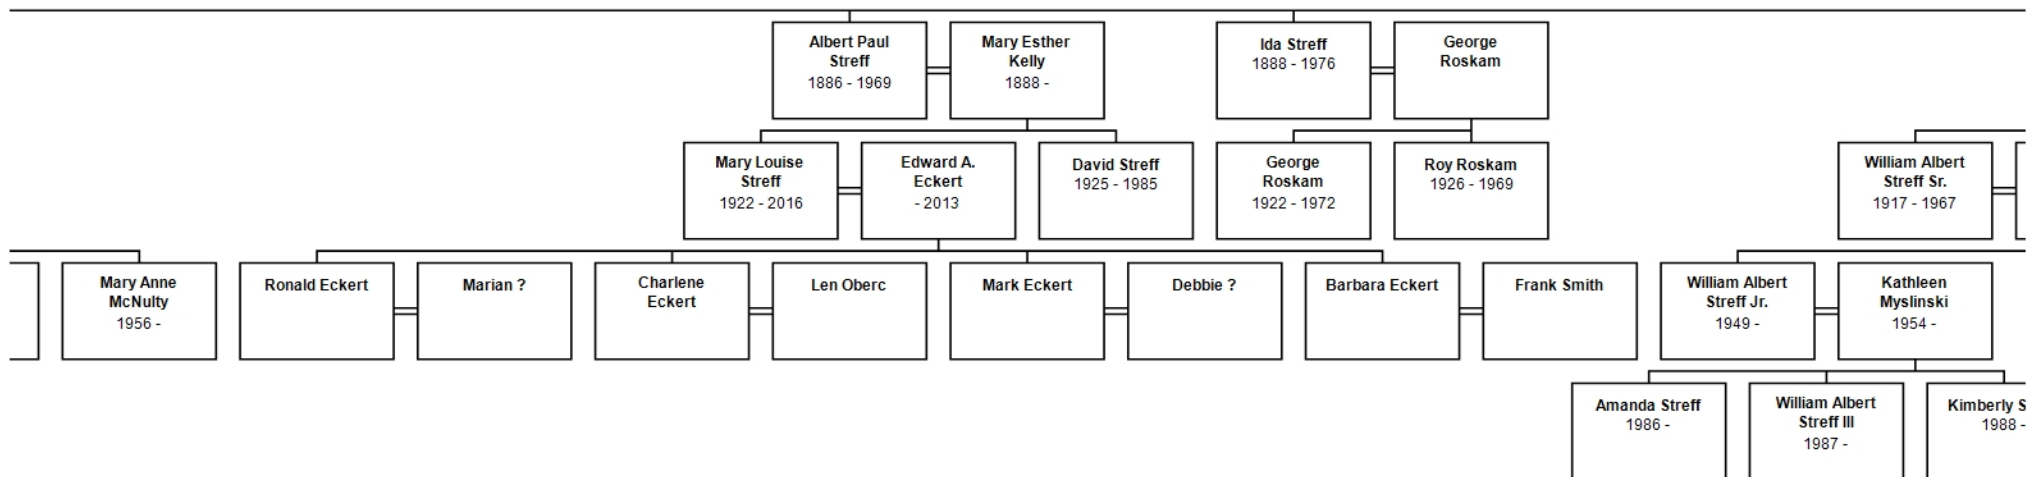 Albert Paul
Streff
1886 - 1969
Mary Esther
Kelly
1888 -
Ida Streff
1888 - 1976
George
Roskam
Mary Louise
Streff
1922 - 2016
Edward A.
Eckert
- 2013
David Streff
1925 - 1985
George
Roskam
1922 - 1972
Roy Roskam
1926 - 1969
William Albert
Streff Sr.
1917 - 1967
Mary Anne
McNulty
1956 -
Ronald Eckert
Marian ?
Charlene
Eckert
Len Oberc
Mark Eckert
Debbie ?
Barbara Eckert
Frank Smith
William Albert
Streff Jr.
1949 -
Kathleen
Myslinski
1954 -
Amanda Streff
1986 -
William Albert
Streff III
1987 -
Kimberly S
1988 -